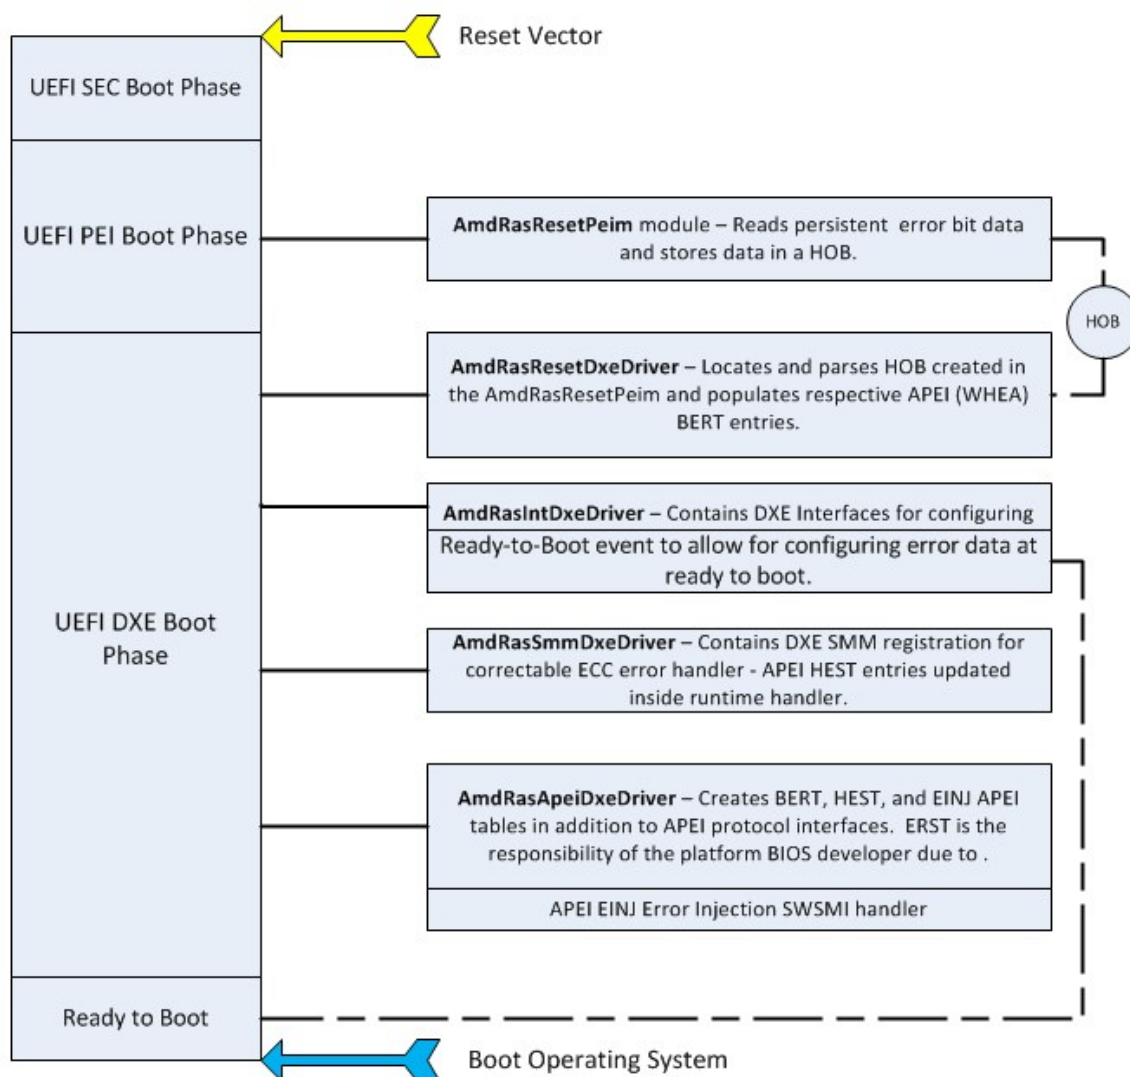 Reset Vector
UEFI SEC Boot Phase
UEFI PEI Boot Phase
AmdRasResetPeim module – Reads persistent  error bit data
and stores data in a HOB.
HOB
AmdRasResetDxeDriver – Locates and parses HOB created in
the AmdRasResetPeim and populates respective APEI (WHEA)
BERT entries.
AmdRasIntDxeDriver – Contains DXE Interfaces for configuring
Ready-to-Boot event to allow for configuring error data at
ready to boot.
UEFI DXE Boot
Phase
AmdRasSmmDxeDriver – Contains DXE SMM registration for
correctable ECC error handler - APEI HEST entries updated
inside runtime handler.
AmdRasApeiDxeDriver – Creates BERT, HEST, and EINJ APEI
tables in addition to APEI protocol interfaces.  ERST is the
responsibility of the platform BIOS developer due to .
APEI EINJ Error Injection SWSMI handler
Ready to Boot
Boot Operating System